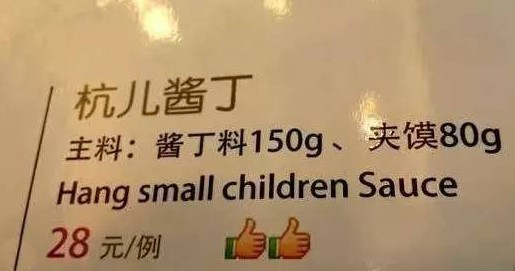 杭儿酱丁
主料：酱丁料150g、夹馍80g
Hang small children Sauce
28 元/例